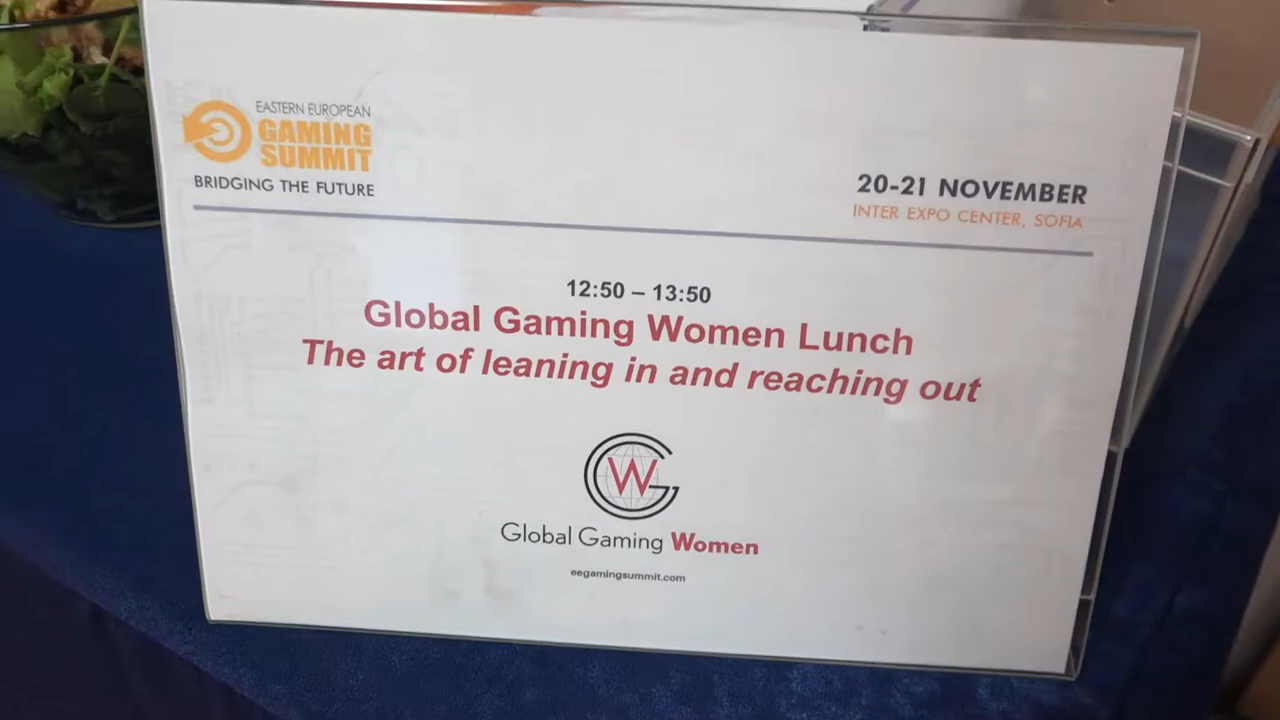 EASTERN EUROPEAN
GAMING
SUMMIT
BRIDGING THE FUTURE
20-21 NOVEMBER
INTER EXPO CENTER, SOFIA
12:50 – 13:50
Global Gaming Women Lunch
The art of leaning in and reaching out
GW
Global Gaming Women
eegamingsummit.com